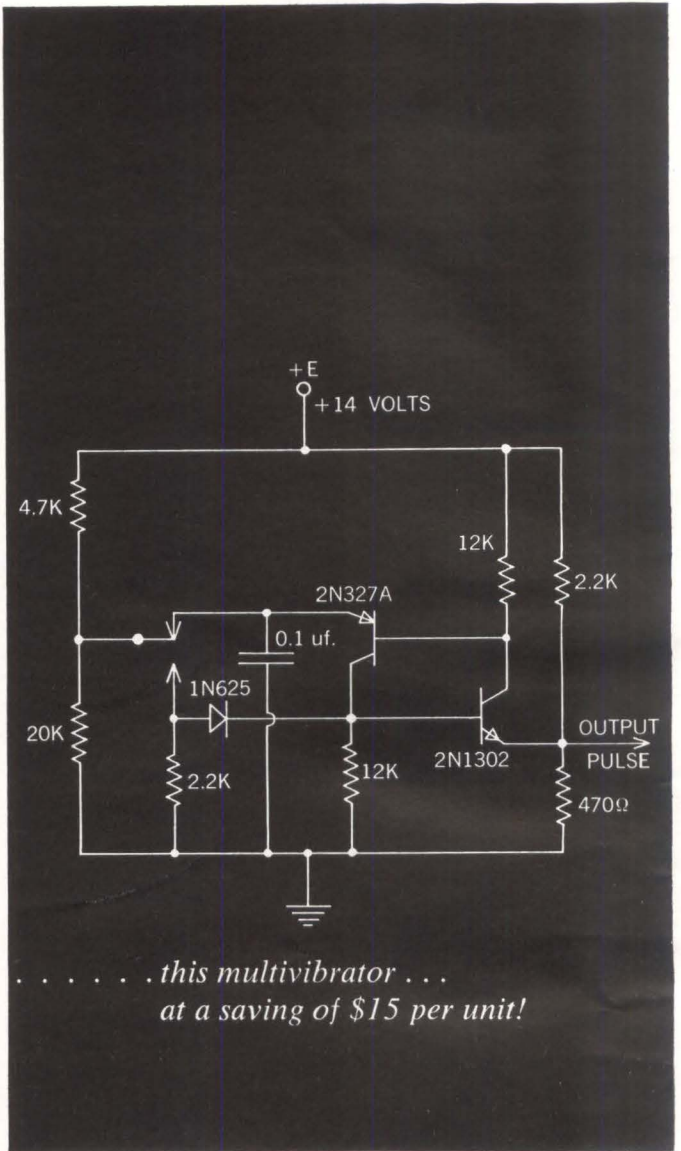 +E
+14 VOLTS
4.7K
12K
2.2K
2N327A
0.1 uf.
1N625
20K
2.2K
12K
2N1302
OUTPUT
PULSE
470Ω
. . . . . . . this multivibrator . . .
at a saving of $15 per unit!